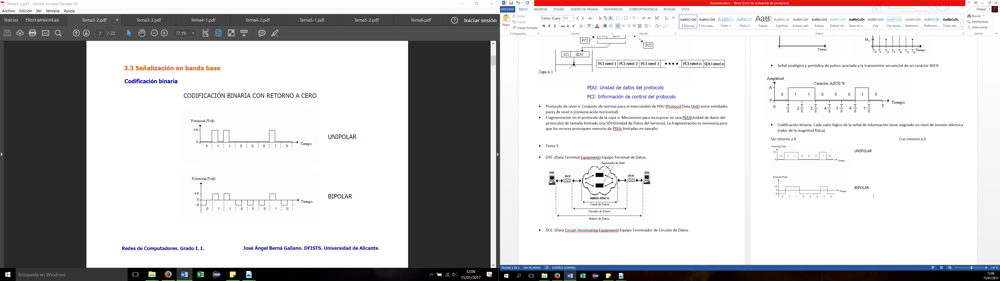 Tema3-2.pdf - Adobe Acrobat Reader DC
Archivo Edición Ver Ventana Ayuda
Inicio Herramientas Tema3-2.pdf × Tema3-3.pdf Tema4-1.pdf Tema4-2.pdf Tema5-1.pdf Tema5-2.pdf Tema6.pdf ? Iniciar sesión
2 / 22 77,1%
3.3 Señalización en banda base
Codificación binaria
CODIFICACIÓN BINARIA CON RETORNO A CERO
Potencial (Volt)
+V
0
Tiempo
0 1 1 0 0 0 1 0
UNIPOLAR
Potencial (Volt)
+V
0
-V
Tiempo
0 1 1 0 0 0 1 0
BIPOLAR
Redes de Computadores. Grado I. I. José Ángel Berná Galiano. DFISTS. Universidad de Alicante.
Búsqueda en Windows
12:06
15/01/2017
Resumen.docx - Word (Error de activación de productos)
ARCHIVO INICIO INSERTAR DISEÑO DISEÑO DE PÁGINA REFERENCIAS CORRESPONDENCIA REVISAR VISTA Diegus .
Pegar
Cortar
Copiar
Copiar formato
Portapapeles
Calibri (Cuerp 11
N K S abc x₂ x²
Fuente
Párrafo
AaBbCcDd AaBbCcDd AaBbCc AaBbCcC AaBl AaBbCcD AaBbCcDd AaBbCcDd AaBbCcDd AaBbCcDc AaBbCcDd AaBbCcDd AaBbCcDd AaBbCcDd AaBbCcDc
¶ Normal ¶ Sin espa... Título 1 Título 2 Puesto Subtítulo Énfasis sutil Énfasis Énfasis int... Texto en n... Cita Cita desta... Referenci... Referenci... Título del...
Estilos
Buscar
Reemplazar
Seleccionar
Edición
PCI
PCI SDU
PCI
ICI SDU
Capa n-1
PCI nivel 1 PCI nivel 2 PCI nivel 3 • • • • PCI nivel n SDU nivel n
PDU: Unidad de datos del protocolo
PCI: Información de control del protocolo
• Protocolo de nivel n: Conjunto de normas para el intercambio de PDU (Protocol Data Unit) entre entidades
pares de nivel n (comunicación horizontal).
• Fragmentación en el protocolo de la capa n: Mecanismo para incorporar en una PDU(Unidad de datos del
protocolo) de tamaño limitado una SDU(Unidad de Datos del Servicio). La fragmentación es necesaria para
que los errores provoquen reenvíos de PDUs limitadas en tamaño.
• Tema 3
• DTE: (Data Terminal Equipment) Equipo Terminal de Datos.
Regenerador de Señal
DTE DCE DCE DTE
MEDIO FÍSICO
Canal de Datos
Circuito de Datos
Enlace de Datos
• DCE: (Data Circuit-Terminating Equipment) Equipo Terminador de Circuito de Datos.
Tiempo
M1
T0 T1 T2 T3 T4 T5 T6 Tiempo
• Señal analógica y periódica de pulsos asociada a la transmisión secuencial de un carácter ASCII
Amplitud
Carácter ASCII 'b'
A
0 1 1 0 0 0 1 0
0
Tiempo
0 T/8 2 T/8 3 T/8 4 T/8 5 T/8 6 T/8 7 T/8 T
• Codificación binaria: Cada valor lógico de la señal de información tiene asignado un nivel de tensión eléctrica
(valor de la magnitud física).
Sin retorno a 0 Con retorno a 0
Potencial (Volt)
+V
0 1 1 0 0 0 1 0
0
Tiempo
UNIPOLAR
Potencial (Volt)
+V
0
-V
Tiempo
0 1 1 0 0 0 1 0
BIPOLAR
PÁGINA 4 DE 4 690 PALABRAS ESPAÑOL (ESPAÑA) 110 %
12:06
15/01/2017